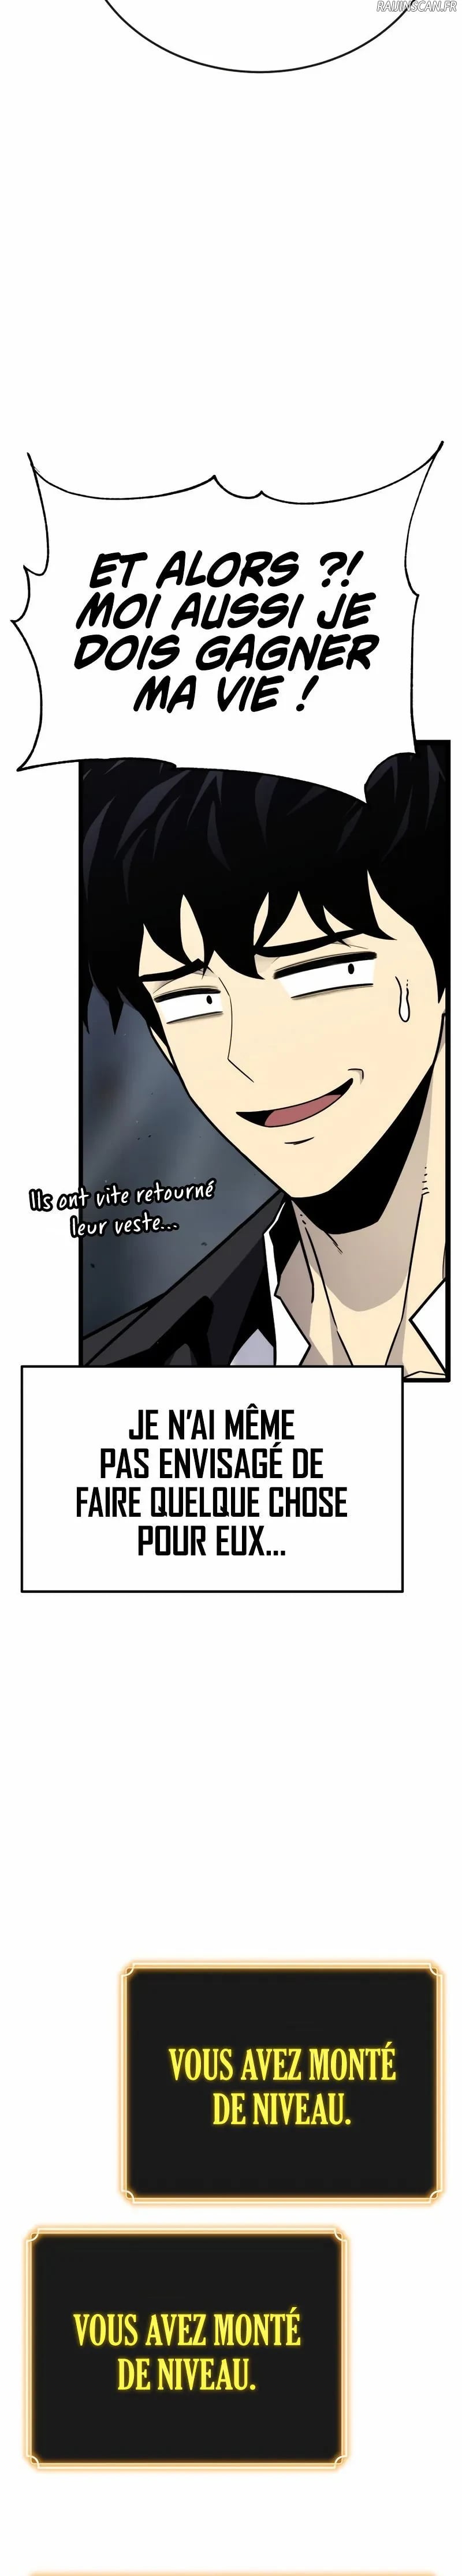 RAIJINSCAN.FR
ET ALORS ?!
MOI AUSSI JE
DOIS GAGNER
MA VIE !
Ils ont vite retourné
leur veste...
JE N'AI MÊME
PAS ENVISAGÉ DE
FAIRE QUELQUE CHOSE
POUR EUX...
VOUS AVEZ MONTÉ
DE NIVEAU.
VOUS AVEZ MONTÉ
DE NIVEAU.